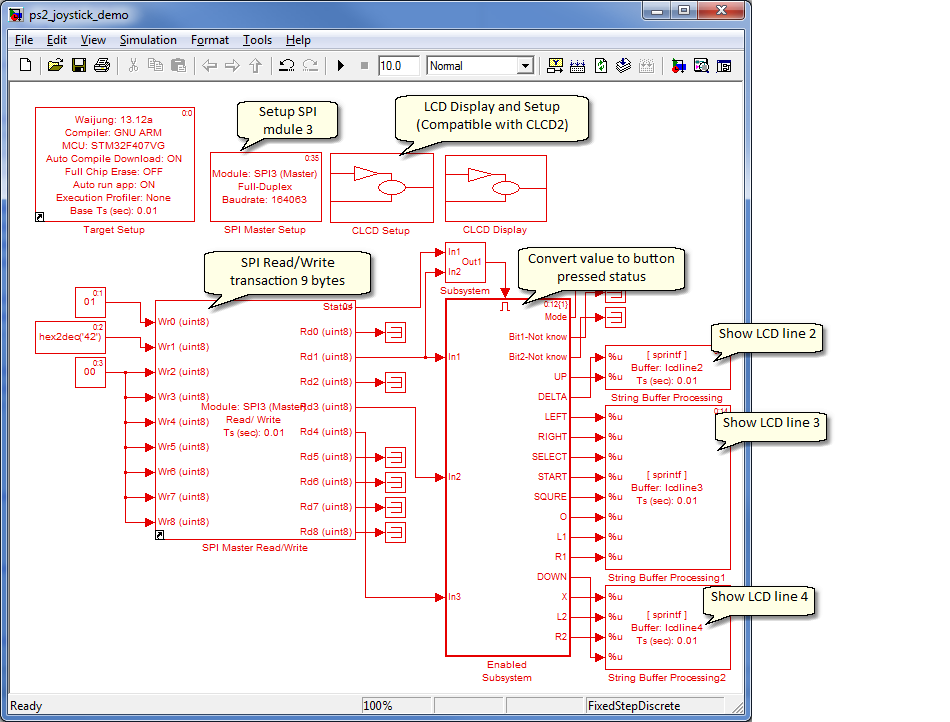 ps2_joystick_demo
File Edit View Simulation Format Tools Help
10.0 Normal
Setup SPI
mdule 3
LCD Display and Setup
(Compatible with CLCD2)
0:0
Waijung: 13.12a
Compiler: GNU ARM
MCU: STM32F407VG
Auto Compile Download: ON
Full Chip Erase: OFF
Auto run app: ON
Execution Profiler: None
Base Ts (sec): 0.01
Target Setup
0:35
Module: SPI3 (Master)
Full-Duplex
Baudrate: 164063
SPI Master Setup
CLCD Setup
CLCD Display
SPI Read/Write
transaction 9 bytes
In1
In2
Out1
Subsystem
Convert value to button
pressed status
0:1
01
0:2
hex2dec('42')
0:3
00
Wr0 (uint8)
Wr1 (uint8)
Wr2 (uint8)
Wr3 (uint8)
Wr4 (uint8)
Wr5 (uint8)
Wr6 (uint8)
Wr7 (uint8)
Wr8 (uint8)
Module: SPI3 (Master)
Read/ Write
Ts (sec): 0.01
Status
Rd0 (uint8)
Rd1 (uint8)
Rd2 (uint8)
Rd3 (uint8)
Rd4 (uint8)
Rd5 (uint8)
Rd6 (uint8)
Rd7 (uint8)
Rd8 (uint8)
SPI Master Read/Write
0:12{1}
In1
In2
In3
Mode
Bit1-Not know
Bit2-Not know
UP
DELTA
LEFT
RIGHT
SELECT
START
SQURE
O
L1
R1
DOWN
X
L2
R2
Enabled
Subsystem
Show LCD line 2
%u
%u
[ sprintf ]
Buffer: lcdline2
Ts (sec): 0.01
String Buffer Processing
0:14
Show LCD line 3
%u
%u
%u
%u
%u
%u
%u
%u
[ sprintf ]
Buffer: lcdline3
Ts (sec): 0.01
String Buffer Processing1
Show LCD line 4
%u
%u
%u
%u
[ sprintf ]
Buffer: lcdline4
Ts (sec): 0.01
String Buffer Processing2
Ready 100% FixedStepDiscrete